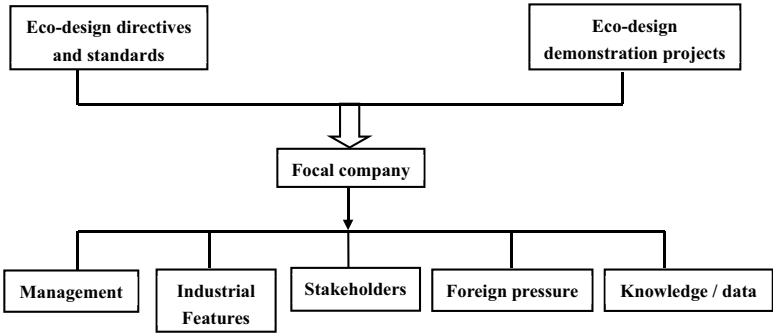 Eco-design directives
and standards
Eco-design
demonstration projects
Focal company
Management
Industrial
Features
Stakeholders
Foreign pressure
Knowledge / data